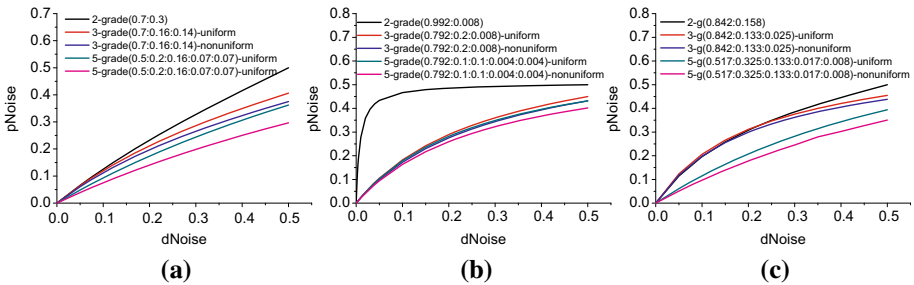 0.7
0.6
0.5
0.4
0.3
0.2
0.1
0.0
pNoise
2-grade(0.7:0.3)
3-grade(0.7:0.16:0.14)-uniform
3-grade(0.7:0.16:0.14)-nonuniform
5-grade(0.5:0.2:0.16:0.07:0.07)-uniform
5-grade(0.5:0.2:0.16:0.07:0.07)-uniform
0.0 0.1 0.2 0.3 0.4 0.5
dNoise
(a)
0.8
0.7
0.6
0.5
0.4
0.3
0.2
0.1
0.0
pNoise
2-grade(0.992:0.008)
3-grade(0.792:0.2:0.008)-uniform
3-grade(0.792:0.2:0.008)-nonuniform
5-grade(0.792:0.1:0.1:0.004:0.004)-uniform
5-grade(0.792:0.1:0.1:0.004:0.004)-nonuniform
0.0 0.1 0.2 0.3 0.4 0.5
dNoise
(b)
0.8
0.7
0.6
0.5
0.4
0.3
0.2
0.1
0.0
pNoise
2-g(0.842:0.158)
3-g(0.842:0.133:0.025)-uniform
3-g(0.842:0.133:0.025)-nonuniform
5-g(0.517:0.325:0.133:0.017:0.008)-uniform
5-g(0.517:0.325:0.133:0.017:0.008)-nonuniform
0.0 0.1 0.2 0.3 0.4 0.5
dNoise
(c)